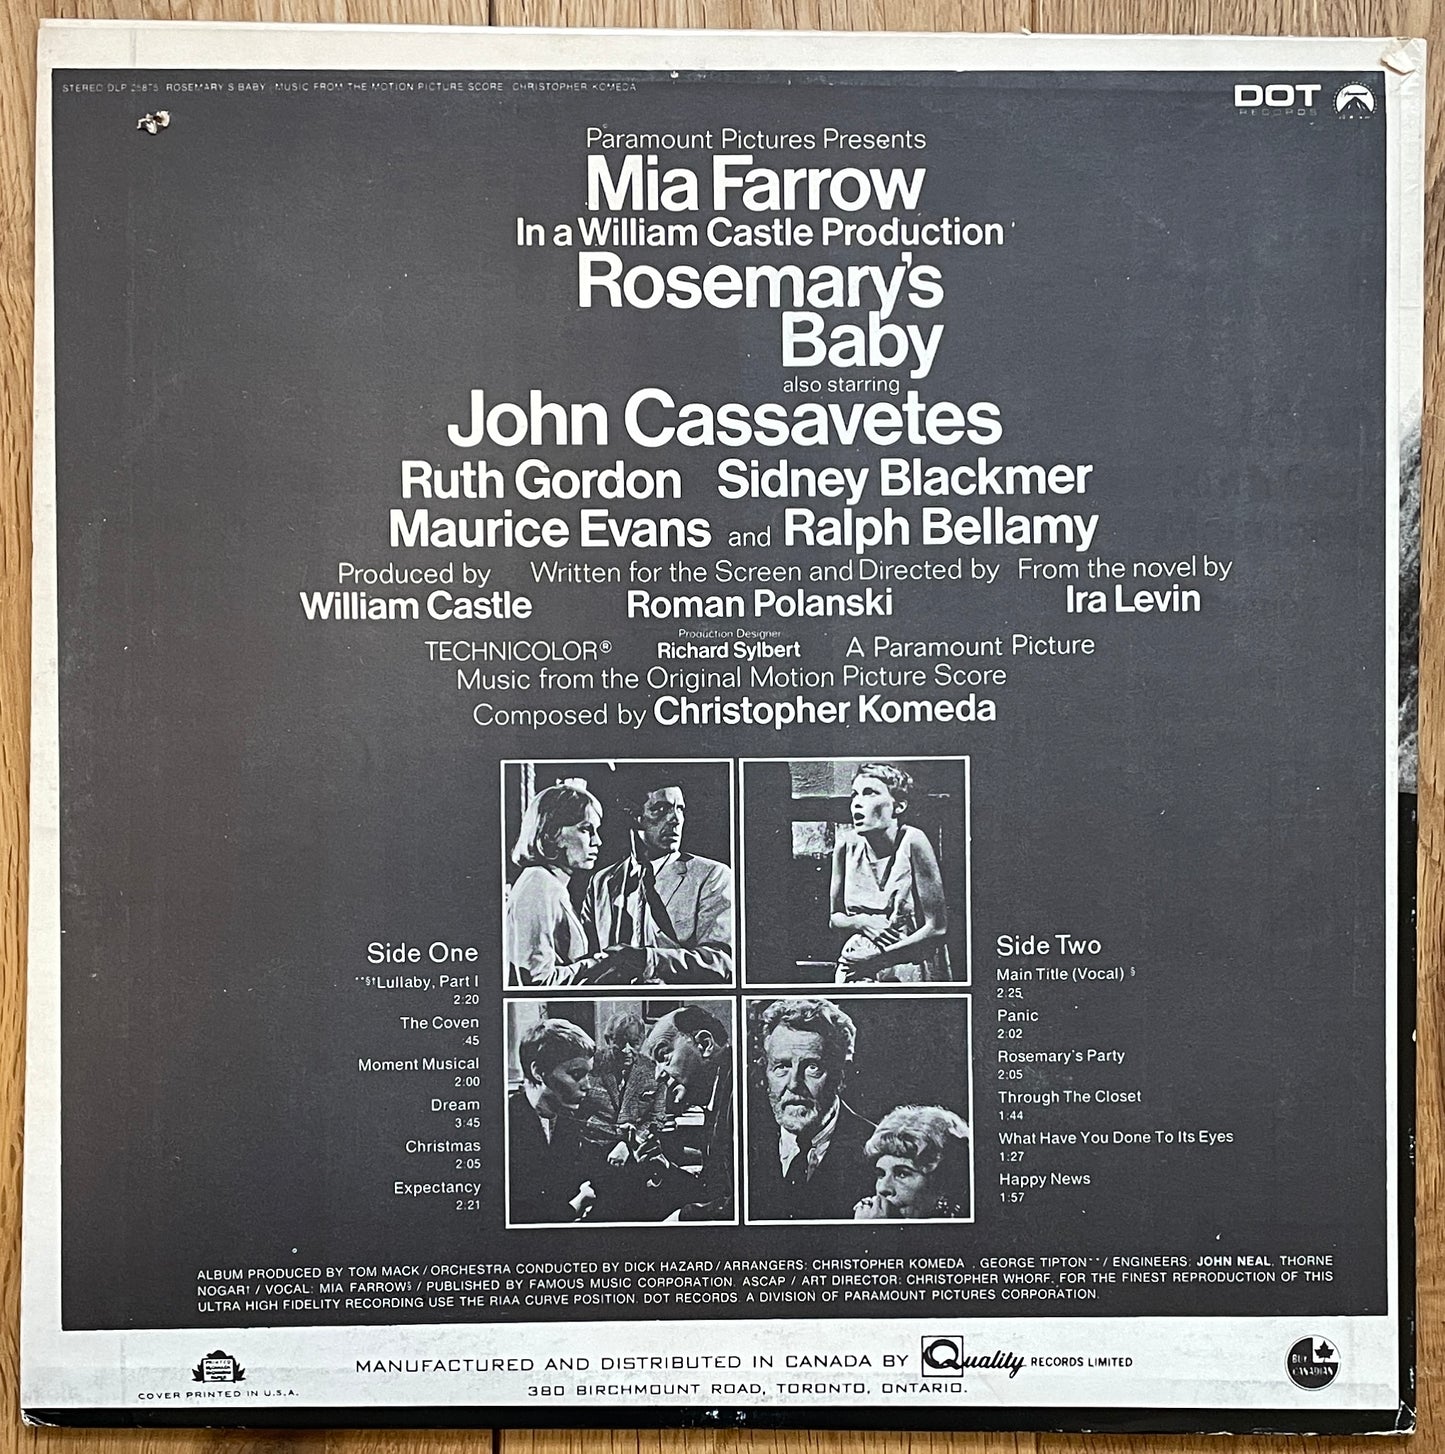 STEREO DLP 25875 ROSEMARY'S BABY MUSIC FROM THE MOTION PICTURE SCORE CHRISTOPHER KOMEDA
DOT
RECORDS
Paramount Pictures Presents
Mia Farrow
In a William Castle Production
Rosemary's
Baby
also starring
John Cassavetes
Ruth Gordon Sidney Blackmer
Maurice Evans and Ralph Bellamy
Produced by Written for the Screen and Directed by From the novel by
William Castle Roman Polanski Ira Levin
Production Designer
TECHNICOLOR® Richard Sylbert A Paramount Picture
Music from the Original Motion Picture Score
Composed by Christopher Komeda
Side One
**§†Lullaby, Part I
2:20
The Coven
:45
Moment Musical
2:00
Dream
3:45
Christmas
2:05
Expectancy
2:21
Side Two
Main Title (Vocal) §
2:25
Panic
2:02
Rosemary's Party
2:05
Through The Closet
1:44
What Have You Done To Its Eyes
1:27
Happy News
1:57
ALBUM PRODUCED BY TOM MACK / ORCHESTRA CONDUCTED BY DICK HAZARD / ARRANGERS: CHRISTOPHER KOMEDA , GEORGE TIPTON** / ENGINEERS: JOHN NEAL, THORNE
NOGAR† / VOCAL: MIA FARROW§ / PUBLISHED BY FAMOUS MUSIC CORPORATION, ASCAP / ART DIRECTOR: CHRISTOPHER WHORF. FOR THE FINEST REPRODUCTION OF THIS
ULTRA HIGH FIDELITY RECORDING USE THE RIAA CURVE POSITION. DOT RECORDS. A DIVISION OF PARAMOUNT PICTURES CORPORATION.
PRINTED
COVER PRINTED IN U.S.A.
MANUFACTURED AND DISTRIBUTED IN CANADA BY Quality RECORDS LIMITED
380 BIRCHMOUNT ROAD, TORONTO, ONTARIO.
BUY
CANADIAN